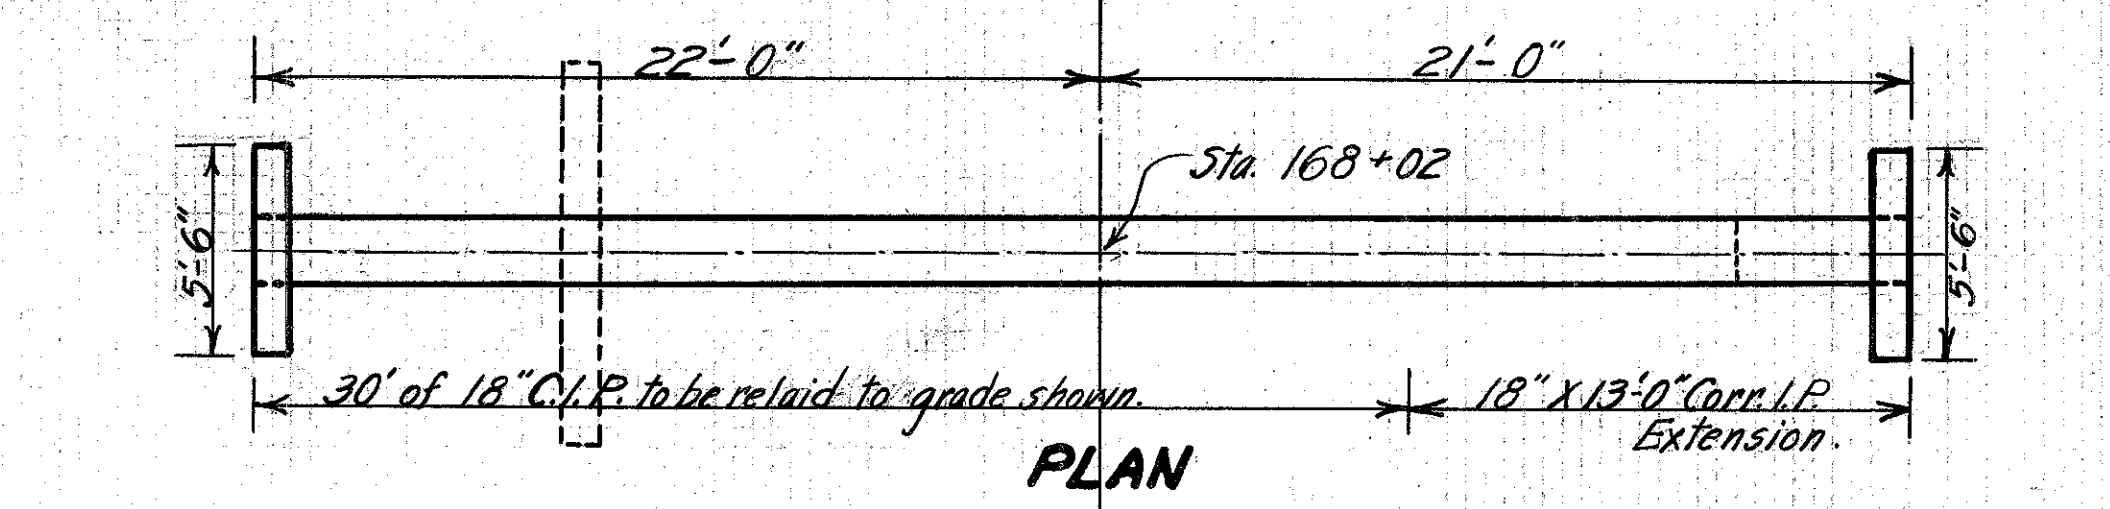 22'-0"
21'-0"
Sta. 168+02
5'-6"
5'-6"
30' of 18" C.I.P. to be relaid to grade shown.
18" X 13'-0" Corr. I.P.
Extension.
PLAN